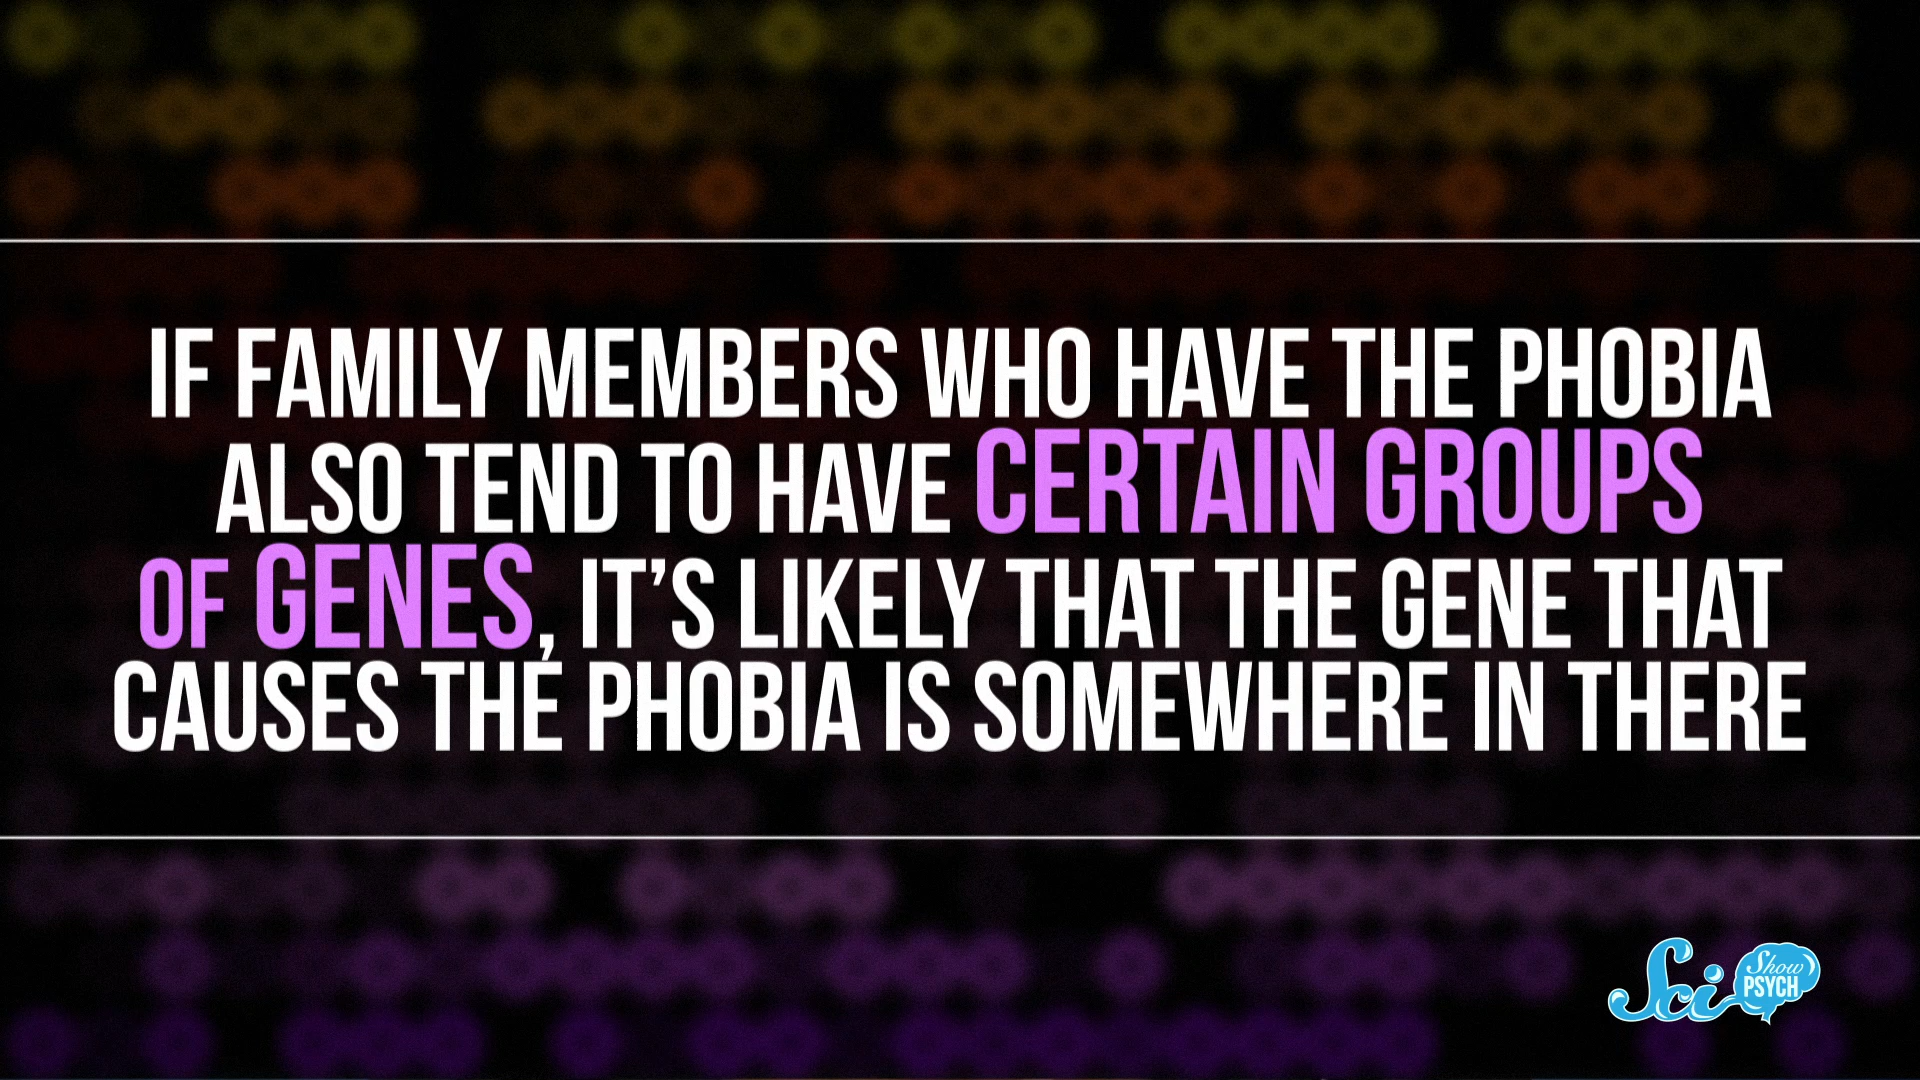 IF FAMILY MEMBERS WHO HAVE THE PHOBIA
ALSO TEND TO HAVE CERTAIN GROUPS
OF GENES, IT’S LIKELY THAT THE GENE THAT
CAUSES THE PHOBIA IS SOMEWHERE IN THERE
Sci Show
PSYCH